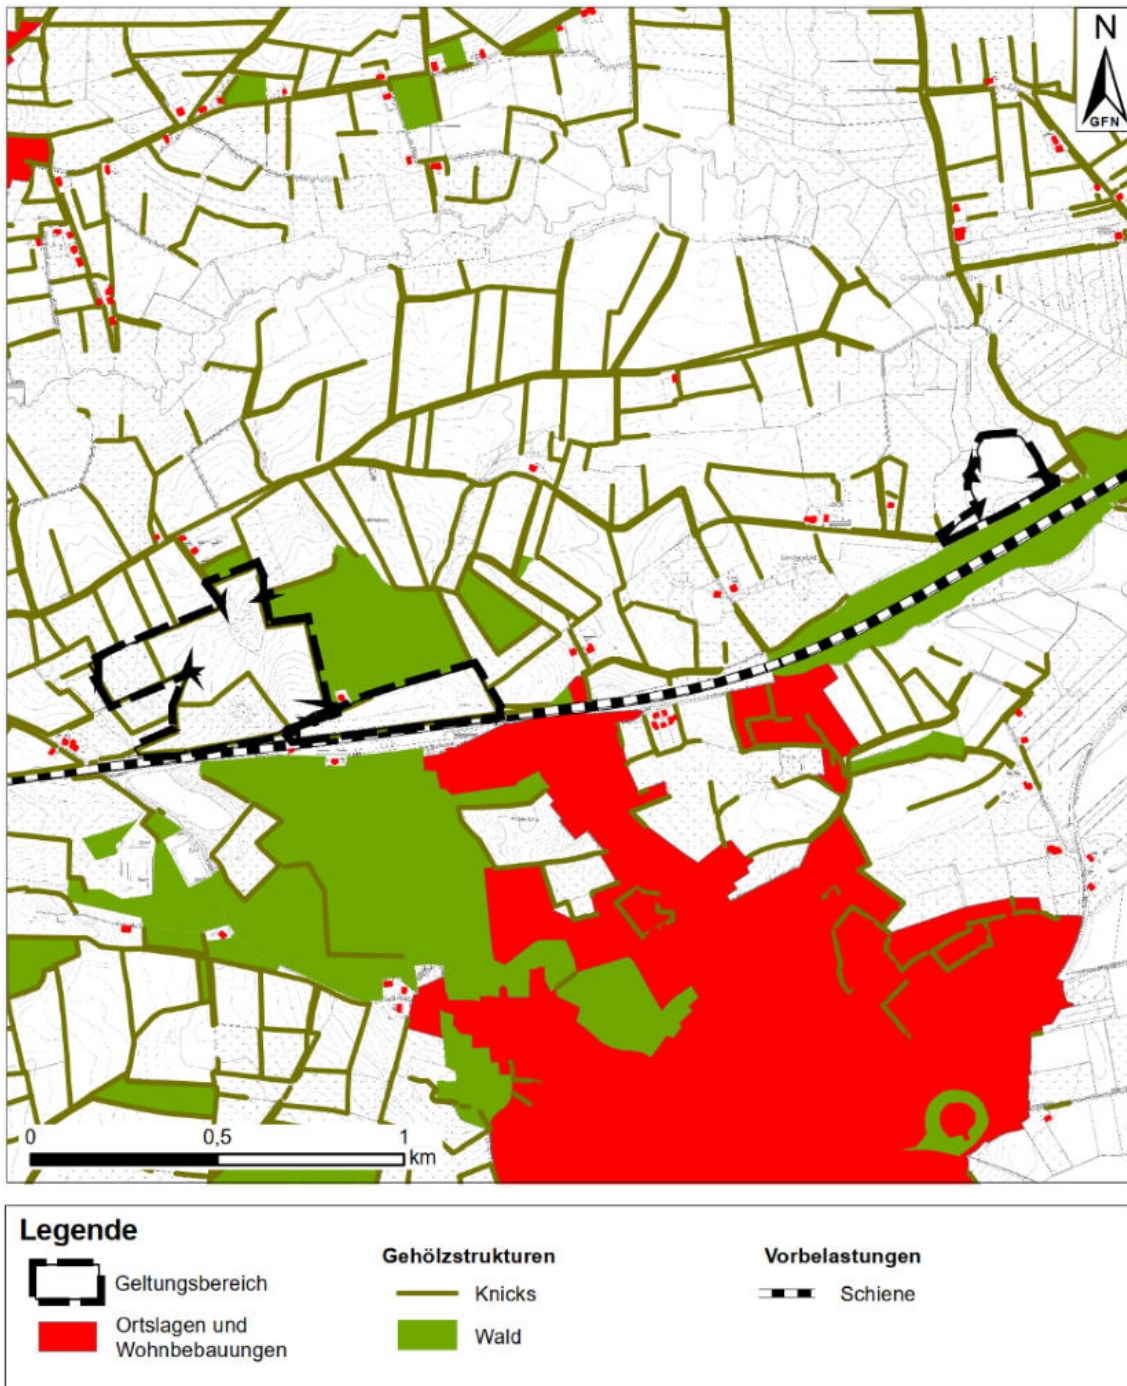 N
GFN
0 0,5 1
km
Legende
Geltungsbereich
Ortslagen und
Wohnbebauungen
Gehölzstrukturen
Knicks
Wald
Vorbelastungen
Schiene